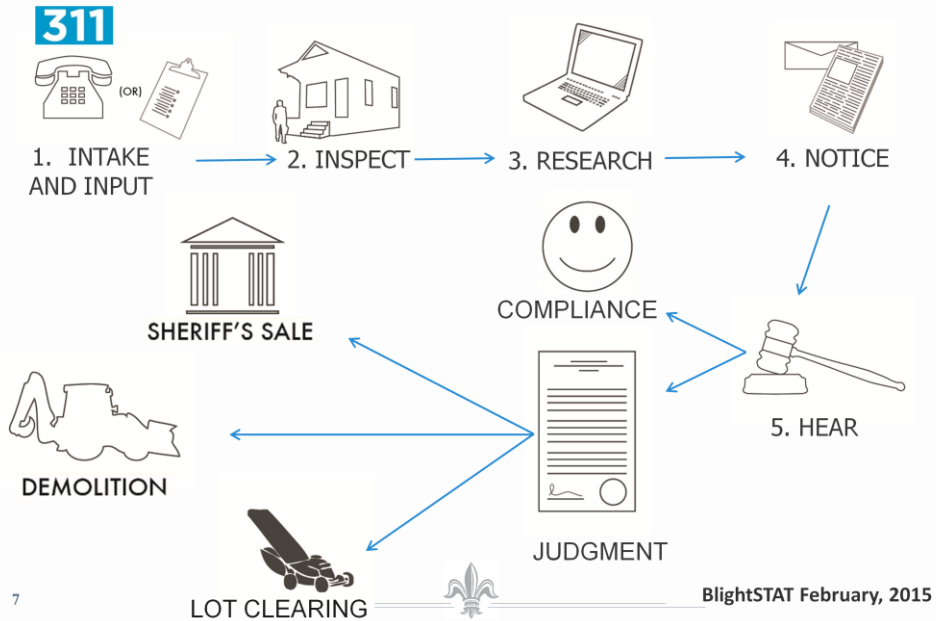 311
(OR)
1. INTAKE
AND INPUT
2. INSPECT
3. RESEARCH
4. NOTICE
COMPLIANCE
SHERIFF'S SALE
5. HEAR
DEMOLITION
JUDGMENT
LOT CLEARING
7
BlightSTAT February, 2015